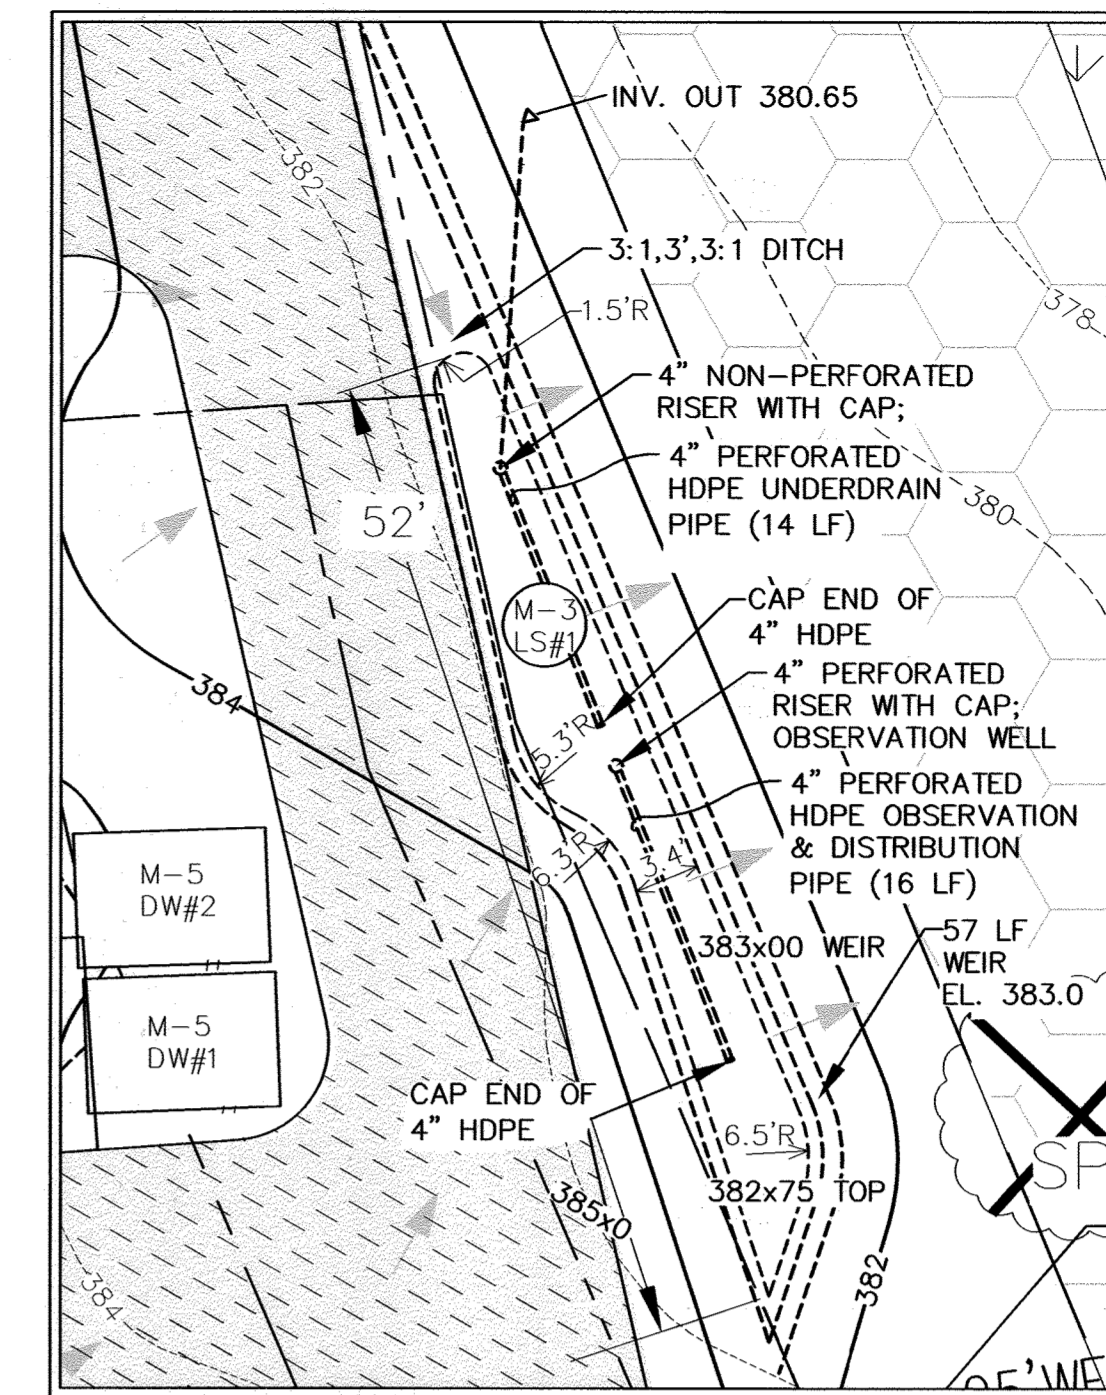 INV. OUT 380.65
382
3:1,3',3:1 DITCH
378
1.5'R
4" NON-PERFORATED
RISER WITH CAP;
4" PERFORATED
HDPE UNDERDRAIN
PIPE (14 LF)
380
52'
M-3
LS#1
CAP END OF
4" HDPE
4" PERFORATED
RISER WITH CAP;
OBSERVATION WELL
384
5.3'R
4" PERFORATED
HDPE OBSERVATION
& DISTRIBUTION
PIPE (16 LF)
6.3'R
3.4'
M-5
DW#2
383x00 WEIR
57 LF
WEIR
EL. 383.0
M-5
DW#1
CAP END OF
4" HDPE
6.5'R
SP
382x75 TOP
385x0
382
384